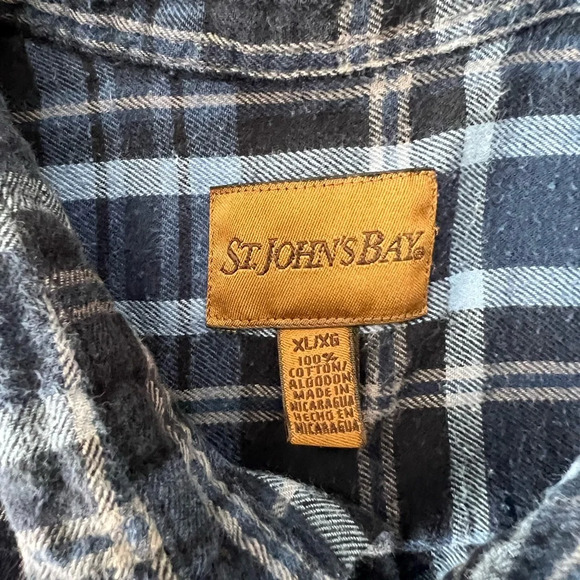 ST. JOHN'S BAY®
XL/XG
100%
COTTON/
ALGODON
MADE IN
NICARAGUA
HECHO EN
NICARAGUA